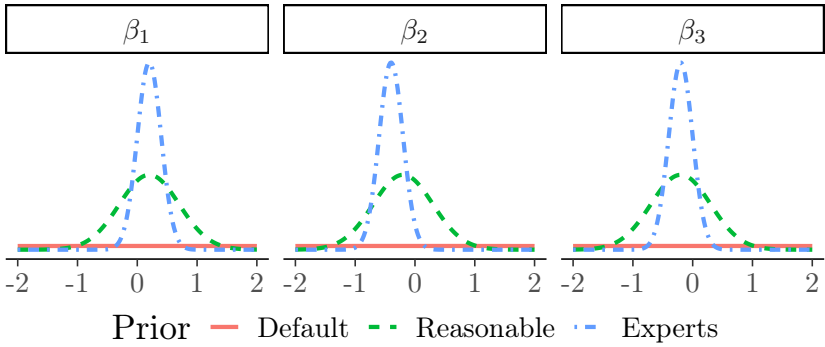 β1 β2 β3
-2 -1 0 1 2 -2 -1 0 1 2 -2 -1 0 1 2
Prior Default Reasonable Experts